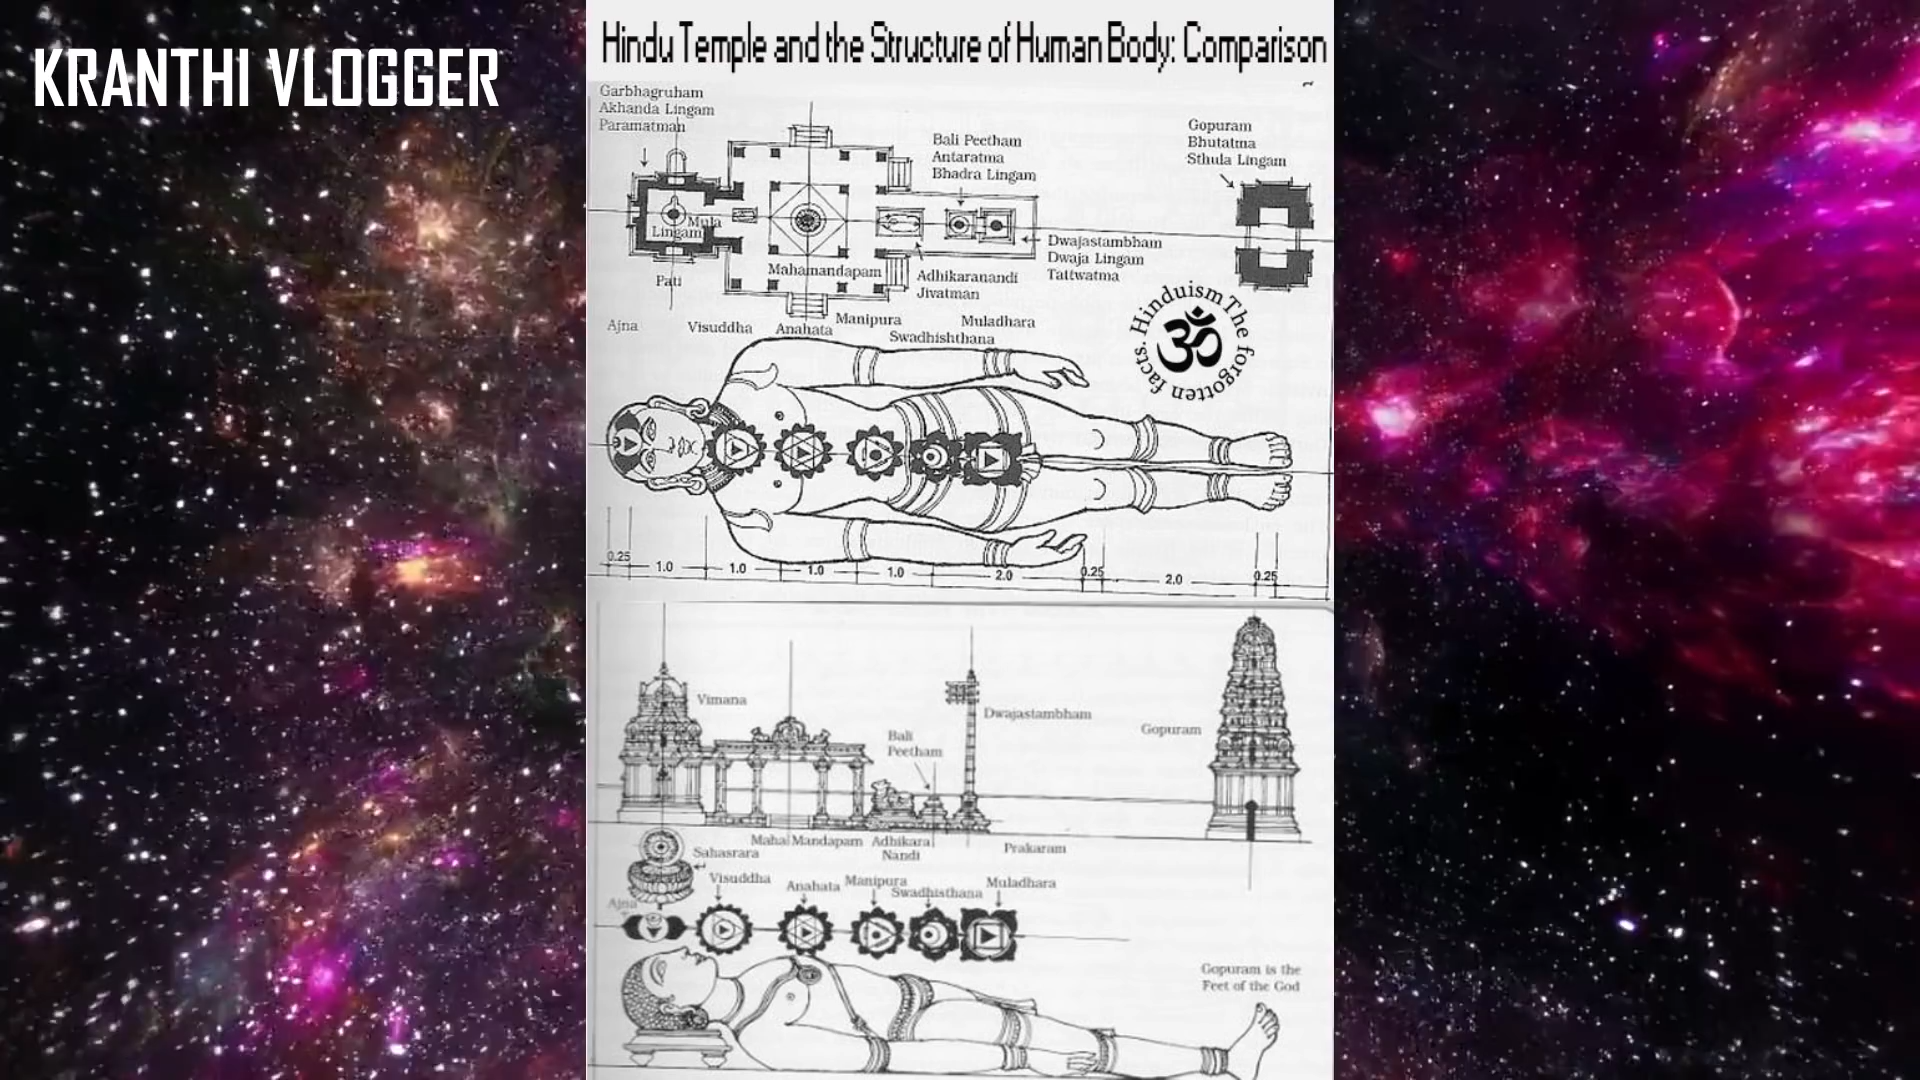 KRANTHI VLOGGER
Hindu Temple and the Structure of Human Body: Comparison
Garbhagruham
Akhanda Lingam
Paramatman
Bali Peetham
Antaratma
Bhadra Lingam
Gopuram
Bhutatma
Sthula Lingam
Mula
Lingam
Pati
Mahamandapam
Adhikaranandi
Jivatman
Dwajastambham
Dwaja Lingam
Tattwatma
Hinduism The forgotten facts.
ॐ
Ajna
Visuddha
Anahata
Manipura
Swadhishthana
Muladhara
0.25
1.0
1.0
1.0
1.0
2.0
0.25
2.0
0.25
Vimana
Bali
Peetham
Dwajastambham
Gopuram
Maha Mandapam
Adhikara
Nandi
Prakaram
Sahasrara
Ajna
Visuddha
Anahata
Manipura
Swadhisthana
Muladhara
Gopuram is the
Feet of the God